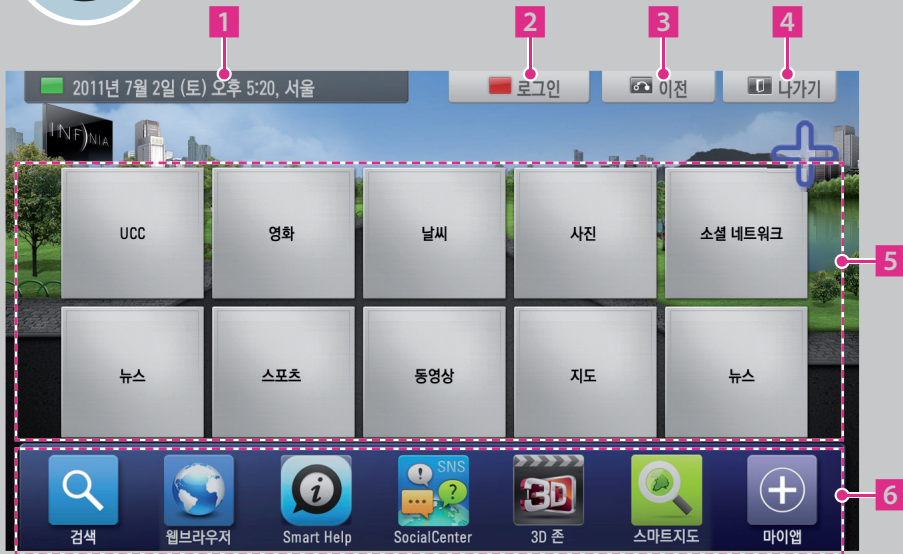 1
2
3
4
2011년 7월 2일 (토) 오후 5:20, 서울
로그인
이전
나가기
INFINIA
UCC
영화
날씨
사진
소셜 네트워크
5
뉴스
스포츠
동영상
지도
뉴스
SNS
3D
6
검색
웹브라우저
Smart Help
SocialCenter
3D 존
스마트지도
마이앱